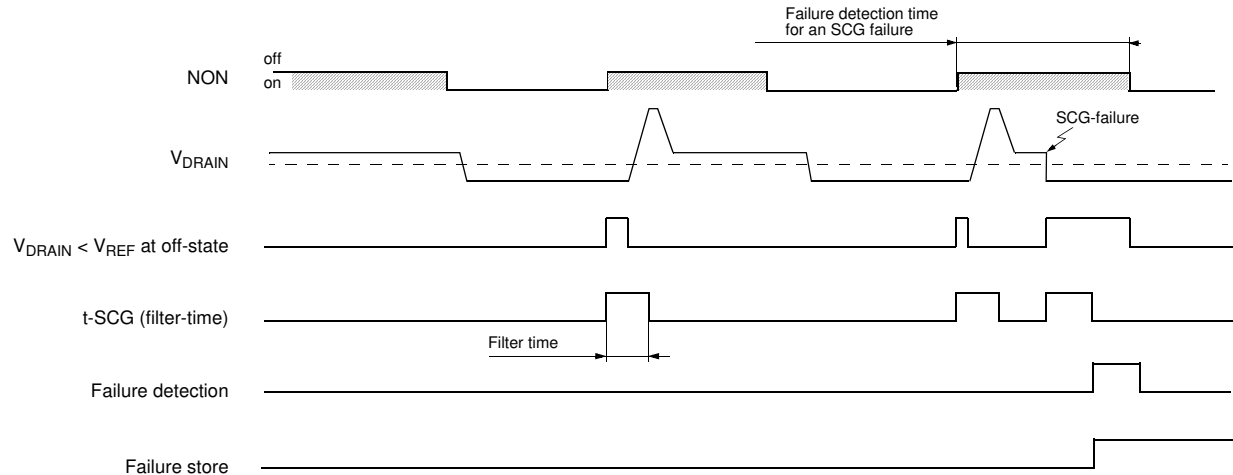 Failure detection time
for an SCG failure
off
NON
on
SCG-failure
VDRAIN
VDRAIN < VREF at off-state
t-SCG (filter-time)
Filter time
Failure detection
Failure store